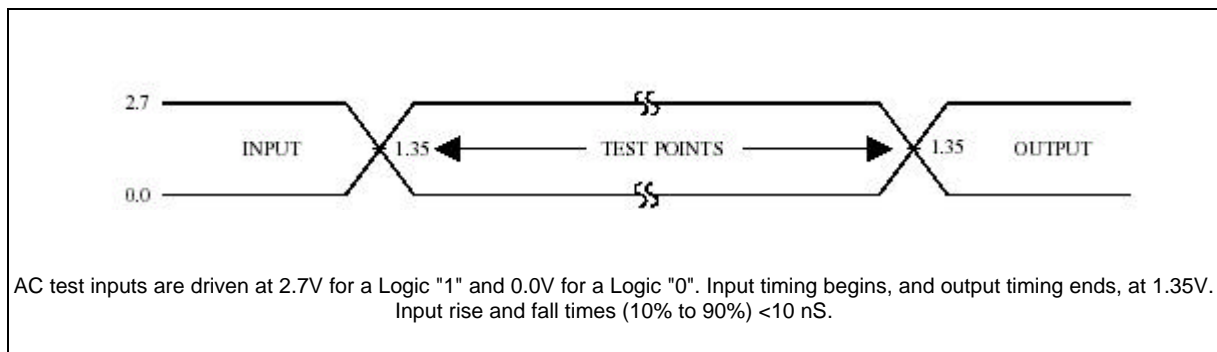 2.7
INPUT 1.35 TEST POINTS 1.35 OUTPUT
0.0
AC test inputs are driven at 2.7V for a Logic "1" and 0.0V for a Logic "0". Input timing begins, and output timing ends, at 1.35V.
Input rise and fall times (10% to 90%) <10 nS.